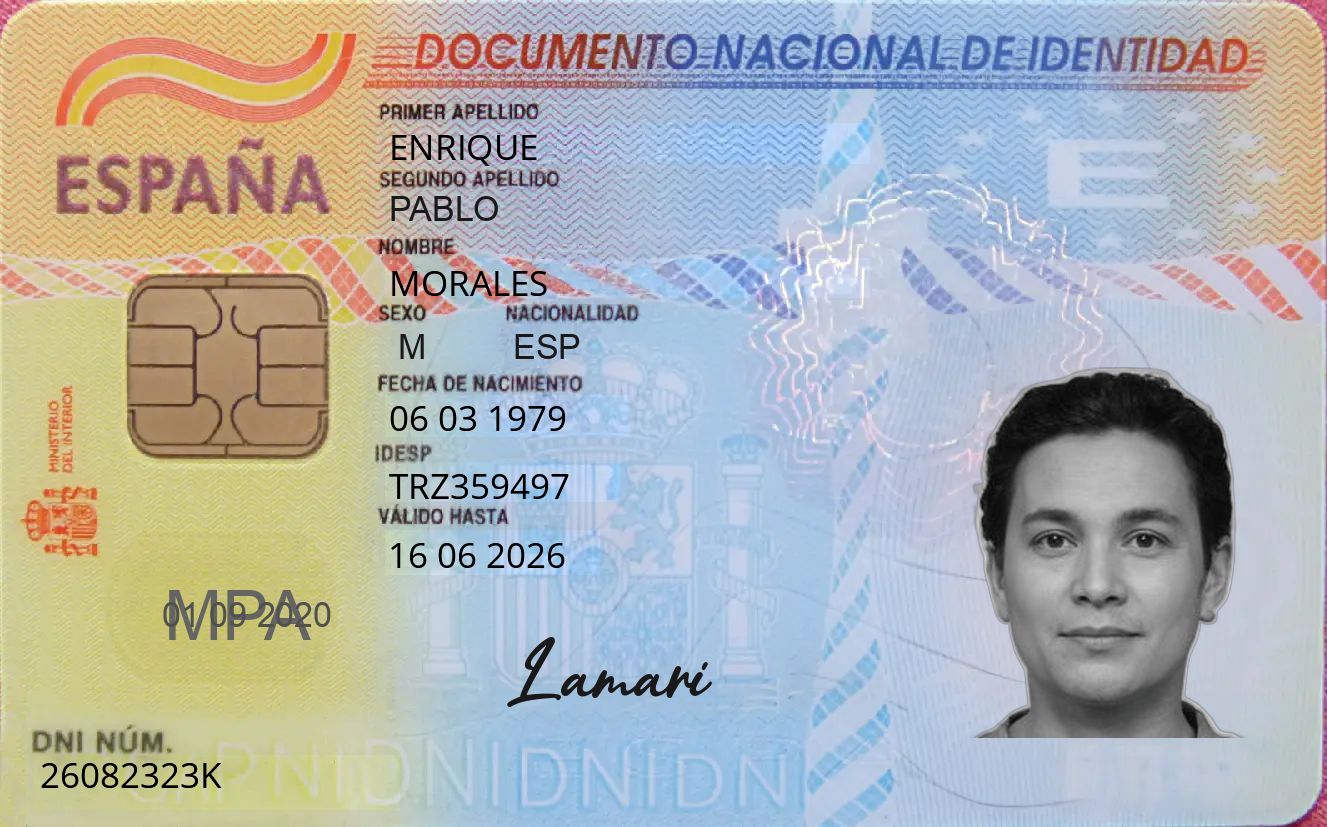 DOCUMENTO NACIONAL DE IDENTIDAD
ESPAÑA
PRIMER APELLIDO
ENRIQUE
SEGUNDO APELLIDO
PABLO
NOMBRE
MORALES
SEXO NACIONALIDAD
M ESP
FECHA DE NACIMIENTO
06 03 1979
IDESP
TRZ359497
VÁLIDO HASTA
16 06 2026
MINISTERIO
DEL INTERIOR
E
MPA
01 09 2020
Lamari
DNI NÚM.
26082323K
DNIDNIDNIDNI